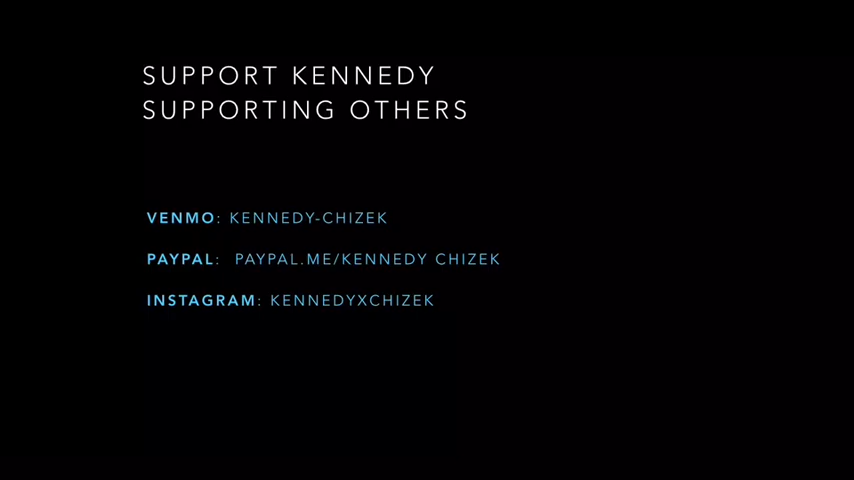 SUPPORT KENNEDY
SUPPORTING OTHERS
VENMO: KENNEDY-CHIZEK
PAYPAL: PAYPAL.ME/KENNEDY CHIZEK
INSTAGRAM: KENNEDYXCHIZEK